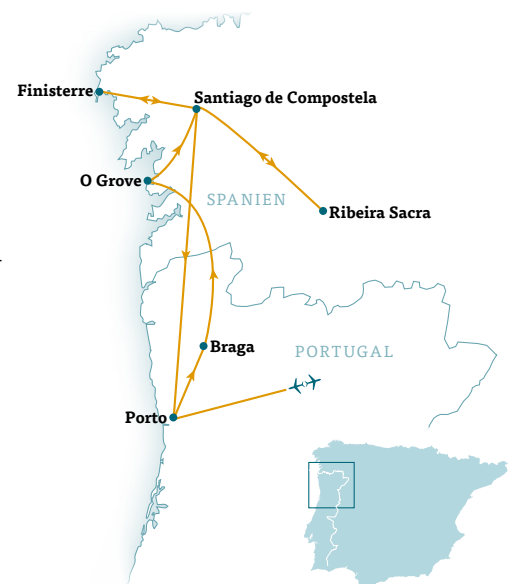 Finisterre
Santiago de Compostela
O Grove
SPANIEN
Ribeira Sacra
Braga
PORTUGAL
Porto